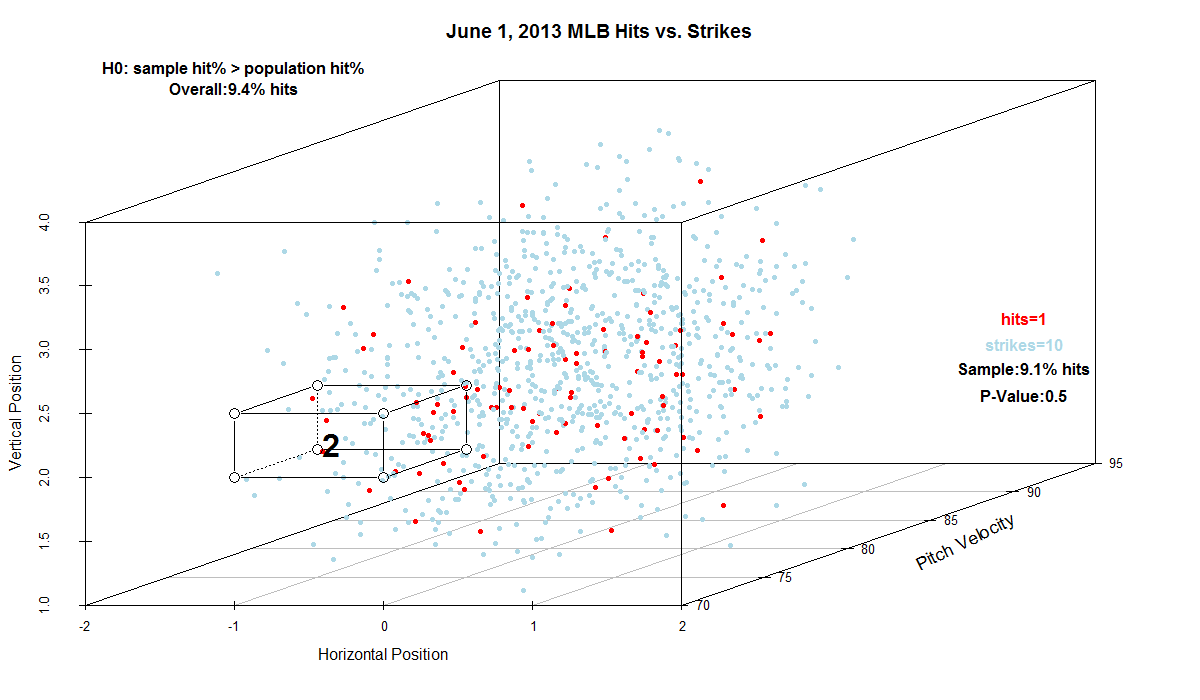 June 1, 2013 MLB Hits vs. Strikes
H0: sample hit% > population hit%
Overall:9.4% hits
4.0
3.5
3.0
2.5
2.0
1.5
1.0
Vertical Position
2
hits=1
strikes=10
Sample:9.1% hits
P-Value:0.5
95
90
85
80
75
70
Pitch Velocity
-2 -1 0 1 2
Horizontal Position